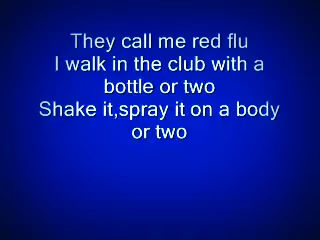 They call me red flu
I walk in the club with a
bottle or two
Shake it,spray it on a body
or two